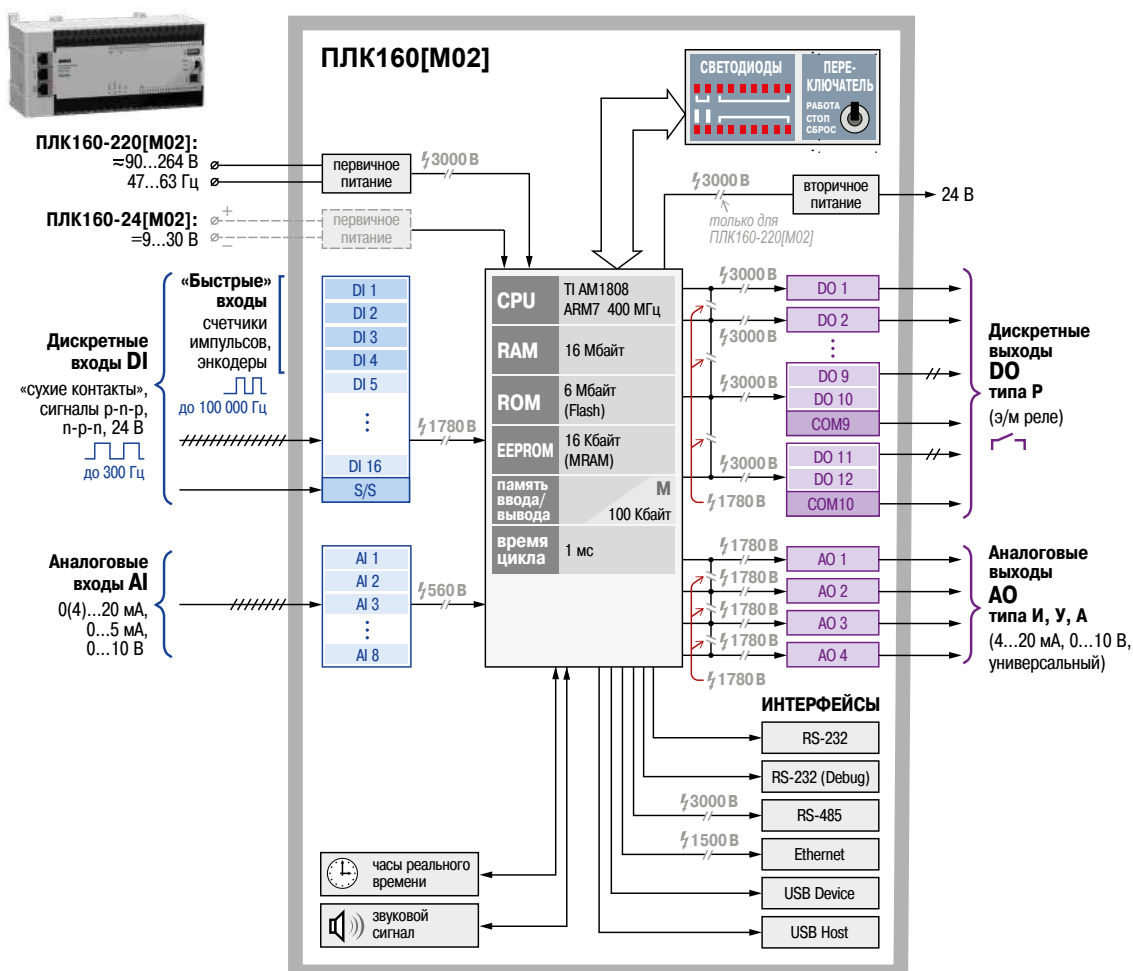 ПЛК160[М02]
СВЕТОДИОДЫ
ПЕРЕ-
КЛЮЧАТЕЛЬ
РАБОТА
СТОП
СБРОС
ПЛК160-220[М02]:
≂90...264 В
47...63 Гц
первичное
питание
3000 В
ПЛК160-24[М02]:
=9...30 В
+
−
первичное
питание
3000 В
только для
ПЛК160-220[М02]
вторичное
питание
24 В
Дискретные
входы DI
«сухие контакты»,
сигналы p-n-p,
n-p-n, 24 В
до 300 Гц
«Быстрые»
входы
счетчики
импульсов,
энкодеры
до 100 000 Гц
DI 1
DI 2
DI 3
DI 4
DI 5
DI 16
S/S
1780 В
Аналоговые
входы AI
0(4)...20 мА,
0...5 мА,
0...10 В
AI 1
AI 2
AI 3
AI 8
560 В
CPU
TI AM1808
ARM7 400 МГц
RAM
16 Мбайт
ROM
6 Мбайт
(Flash)
EEPROM
16 Кбайт
(MRAM)
память
ввода/
вывода
М
100 Кбайт
время
цикла
1 мс
3000 В
3000 В
3000 В
3000 В
1780 В
DO 1
DO 2
DO 9
DO 10
COM9
DO 11
DO 12
COM10
Дискретные
выходы
DO
типа Р
(э/м реле)
1780 В
1780 В
1780 В
1780 В
1780 В
AO 1
AO 2
AO 3
AO 4
Аналоговые
выходы
AO
типа И, У, А
(4...20 мА, 0...10 В,
универсальный)
ИНТЕРФЕЙСЫ
RS-232
RS-232 (Debug)
3000 В
RS-485
1500 В
Ethernet
USB Device
USB Host
часы реального
времени
звуковой
сигнал